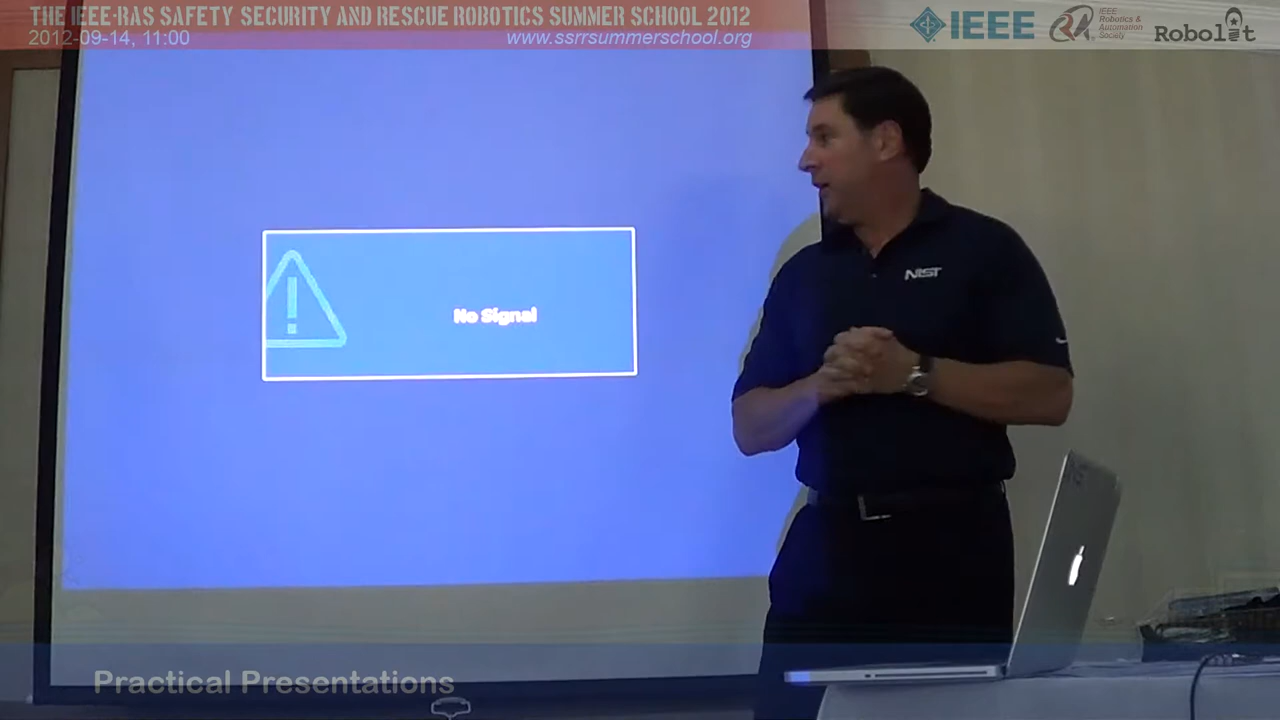 THE IEEE-RAS SAFETY SECURITY AND RESCUE ROBOTICS SUMMER SCHOOL 2012
2012-09-14, 11:00
www.ssrrsummerschool.org
IEEE
IEEE
Robotics &
Automation
Society
Robolit
No Signal
NIST
Practical Presentations